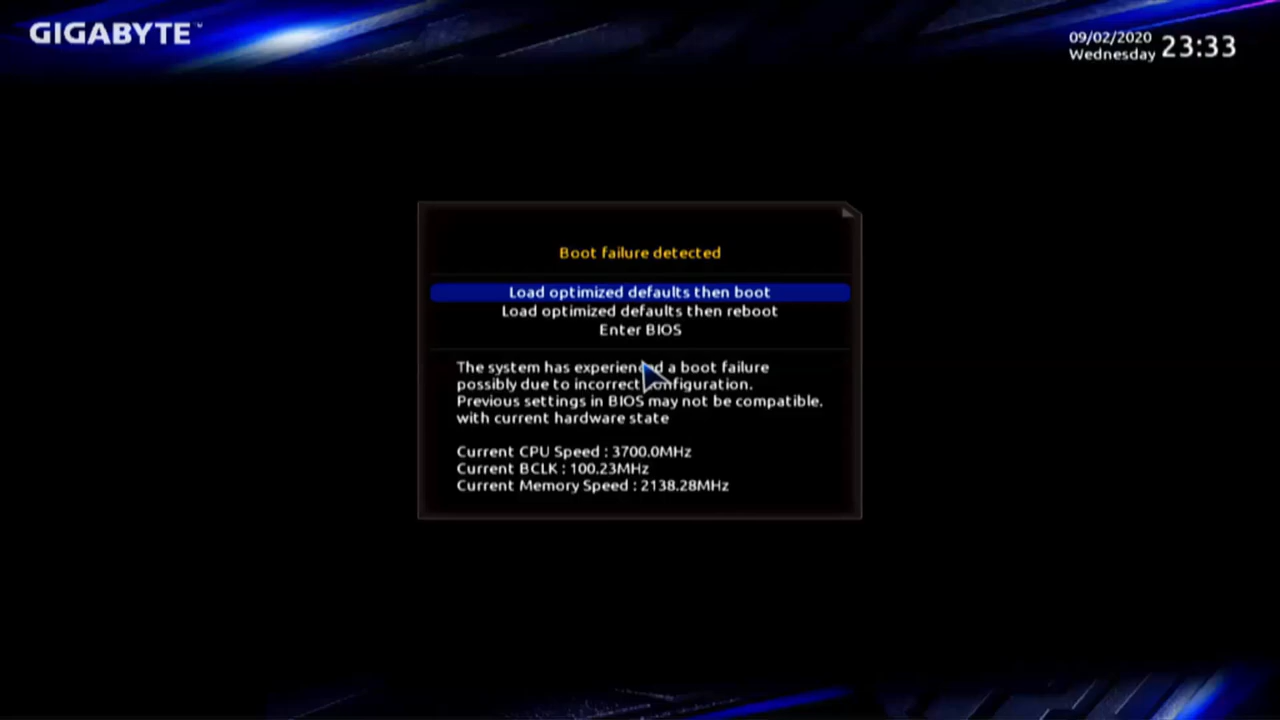 GIGABYTE™
09/02/2020
Wednesday 23:33
Boot failure detected
Load optimized defaults then boot
Load optimized defaults then reboot
Enter BIOS
The system has experienced a boot failure
possibly due to incorrect configuration.
Previous settings in BIOS may not be compatible.
with current hardware state
Current CPU Speed : 3700.0MHz
Current BCLK : 100.23MHz
Current Memory Speed : 2138.28MHz